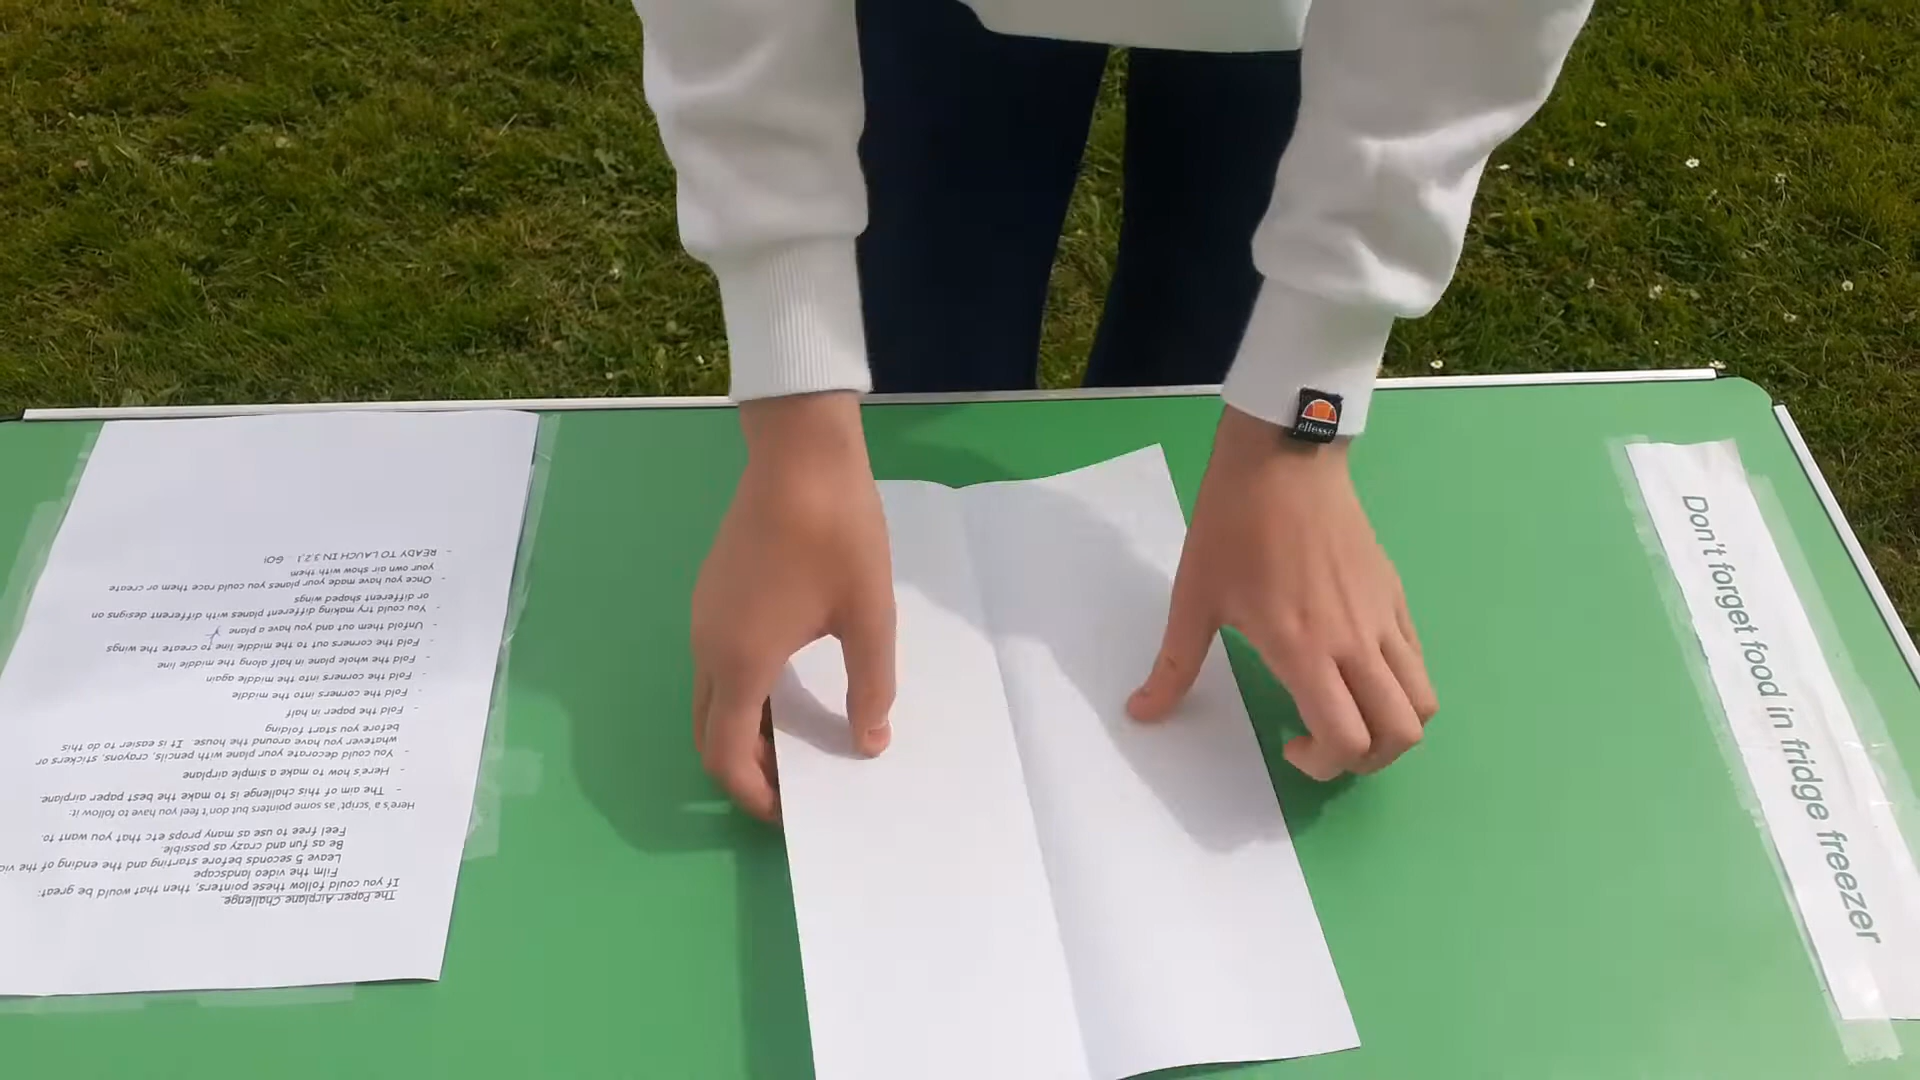 The Paper Airplane Challenge.
If you could follow these pointers, then that would be great:
Film the video landscape
Leave 5 seconds before starting and the ending of the
Be as fun and crazy as possible.
Feel free to use as many props etc that you want to.
Here's a 'script', as some pointers but don't feel you have to follow it:
- The aim of this challenge is to make the best paper airplane.
- Here's how to make a simple airplane
- You could decorate your plane with pencils, crayons, stickers or
whatever you have around the house. It is easier to do this
before you start folding
- Fold the paper in half
- Fold the corners into the middle
- Fold the corners into the middle again
- Fold the whole plane in half along the middle line
- Fold the corners out to the middle line to create the wings
- Unfold them out and you have a plane
- You could try making different planes with different designs
or different shaped wings
- Once you have made your planes you could race them or create
your own air show with them
- READY TO LAUCH IN 3.2.1 GO!
ellesse
Don't forget food in fridge freezer